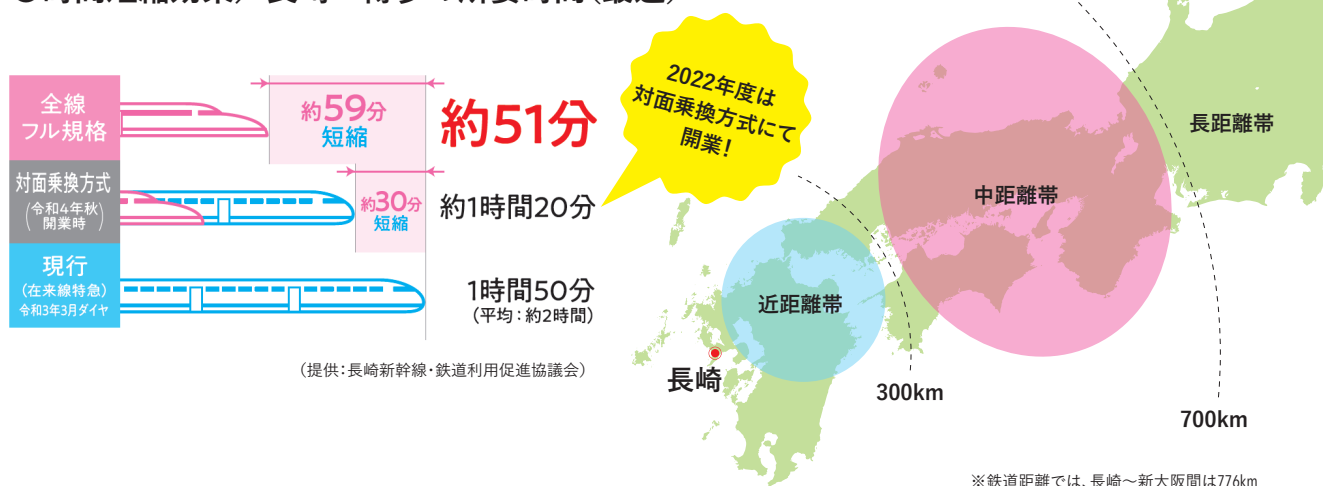 全線
フル規格
約59分
短縮
約51分
2022年度は
対面乗換方式にて
開業!
対面乗換方式
(令和4年秋
開業時)
約30分
短縮
約1時間20分
現行
(在来線特急)
令和3年3月ダイヤ
1時間50分
(平均:約2時間)
(提供:長崎新幹線・鉄道利用促進協議会)
長距離帯
中距離帯
近距離帯
長崎
300km
700km
※鉄道距離では、長崎～新大阪間は776km